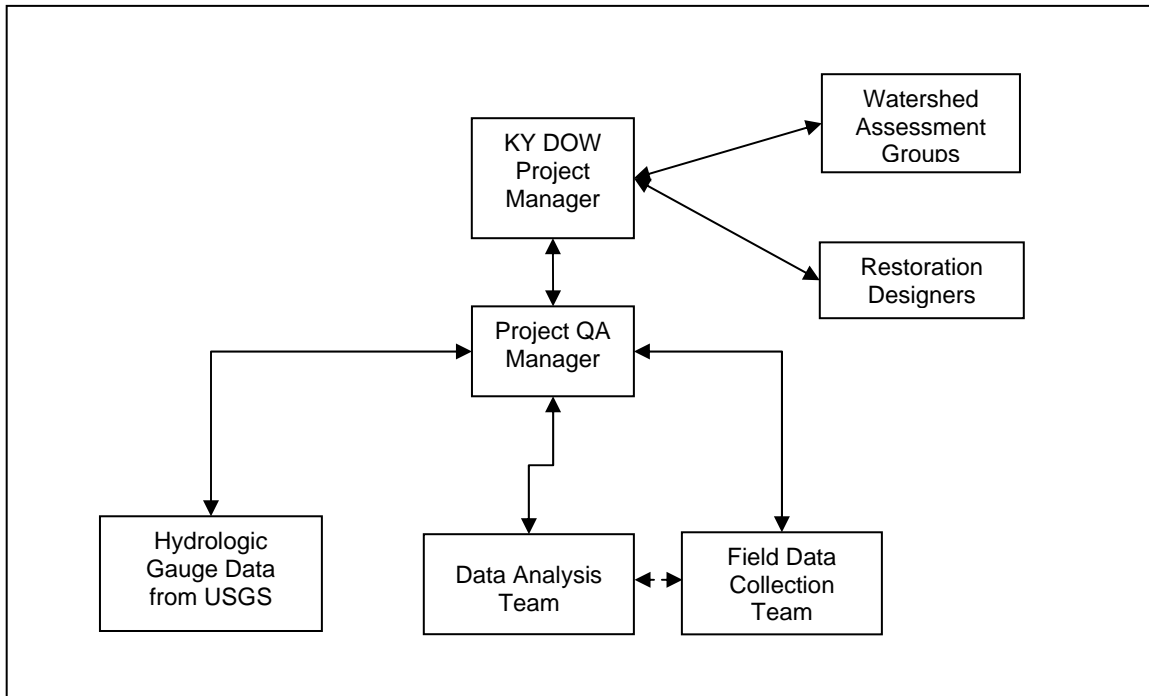 KY DOW
Project
Manager
Watershed
Assessment
Groups
Restoration
Designers
Project QA
Manager
Hydrologic
Gauge Data
from USGS
Data Analysis
Team
Field Data
Collection
Team